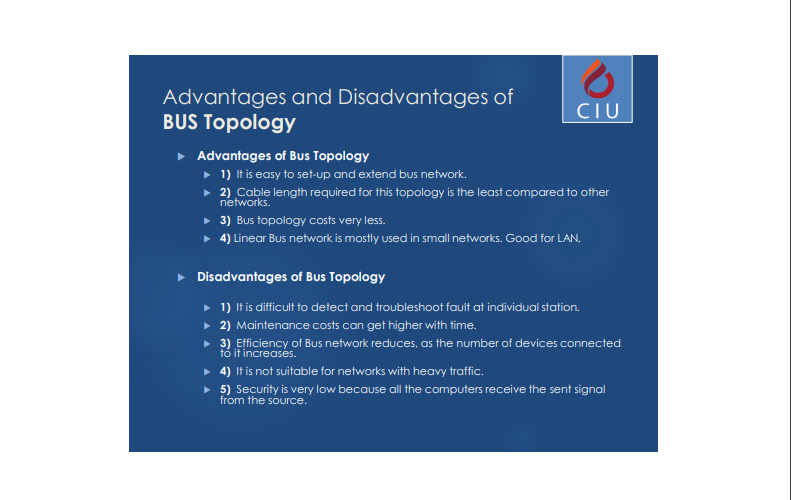 Advantages and Disadvantages of
BUS Topology
CIU
Advantages of Bus Topology
1) It is easy to set-up and extend bus network.
2) Cable length required for this topology is the least compared to other
networks.
3) Bus topology costs very less.
4) Linear Bus network is mostly used in small networks. Good for LAN.
Disadvantages of Bus Topology
1) It is difficult to detect and troubleshoot fault at individual station.
2) Maintenance costs can get higher with time.
3) Efficiency of Bus network reduces, as the number of devices connected
to it increases.
4) It is not suitable for networks with heavy traffic.
5) Security is very low because all the computers receive the sent signal
from the source.